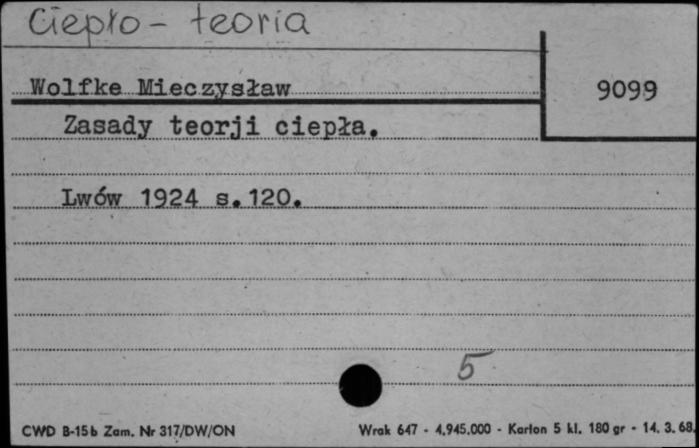 Ciepło - teoria
Wolfke Mieczysław
9099
Zasady teorji ciepła.
Lwów 1924 s.120.
5
CWD B-15b Zam. Nr 317/DW/ON
Wrak 647 - 4.945.000 - Karton 5 kl. 180 gr - 14. 3. 68